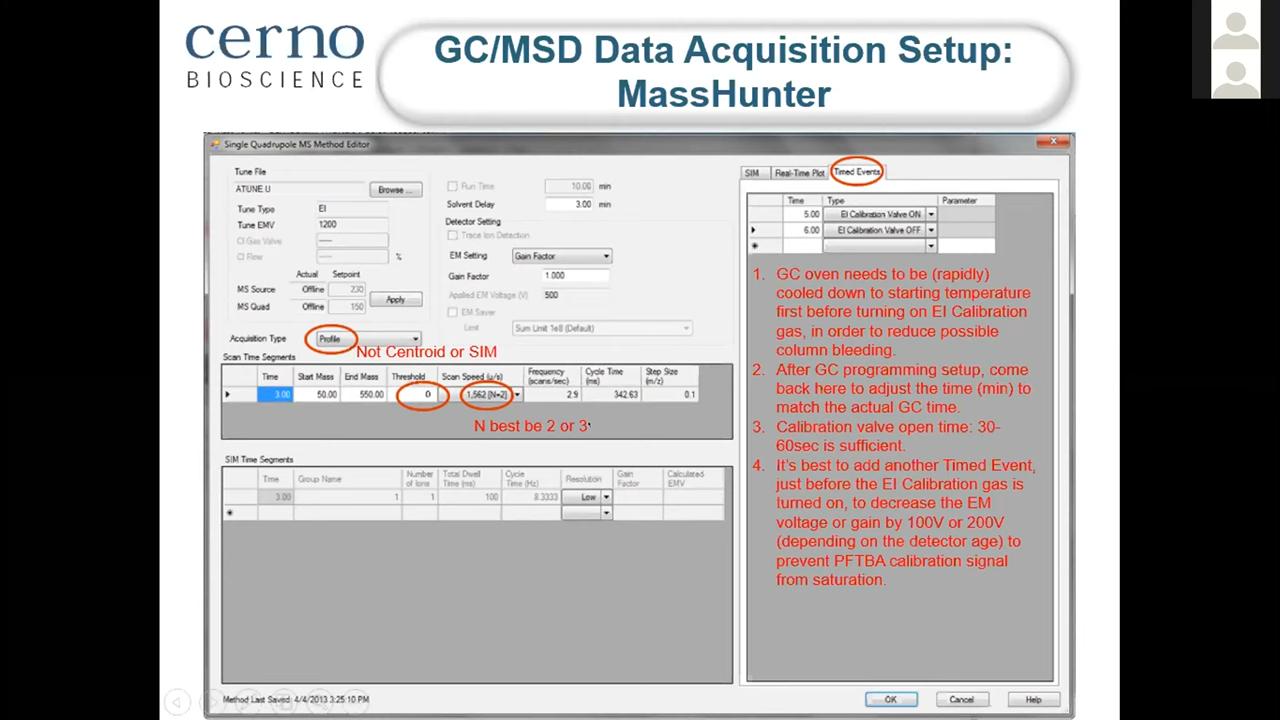 cerno
BIOSCIENCE
GC/MSD Data Acquisition Setup:
MassHunter
Single Quadrupole MS Method Editor
Tune File
ATUNE.U
Browse ...
Tune Type
EI
Tune EMV
1200
CI Gas Valve
CI Flow
%
Actual Setpoint
MS Source Offline 230
MS Quad Offline 150
Apply
Acquisition Type
Profile
Not Centroid or SIM
Run Time 10.00 min
Solvent Delay 3.00 min
Detector Setting
Trace Ion Detection
EM Setting Gain Factor
Gain Factor 1.000
Applied EM Voltage (V) 500
EM Saver
Limit Sum Limit 1e8 (Default)
Scan Time Segments
Time Start Mass End Mass Threshold Scan Speed (u/s) Frequency (scans/sec) Cycle Time (ms) Step Size (m/z)
3.00 50.00 550.00 0 1,562 [N=2] 2.9 342.63 0.1
N best be 2 or 3
SIM Time Segments
Time Group Name Number of Ions Total Dwell Time (ms) Cycle Time (Hz) Resolution Gain Factor Calculated EMV
3.00 1 1 100 8.3333 Low
Method Last Saved: 4/4/2013 3:25:10 PM
SIM Real-Time Plot Timed Events
Time Type Parameter
5.00 EI Calibration Valve ON
6.00 EI Calibration Valve OFF
1. GC oven needs to be (rapidly)
cooled down to starting temperature
first before turning on EI Calibration
gas, in order to reduce possible
column bleeding.
2. After GC programming setup, come
back here to adjust the time (min) to
match the actual GC time.
3. Calibration valve open time: 30-
60sec is sufficient.
4. It's best to add another Timed Event,
just before the EI Calibration gas is
turned on, to decrease the EM
voltage or gain by 100V or 200V
(depending on the detector age) to
prevent PFTBA calibration signal
from saturation.
OK Cancel Help